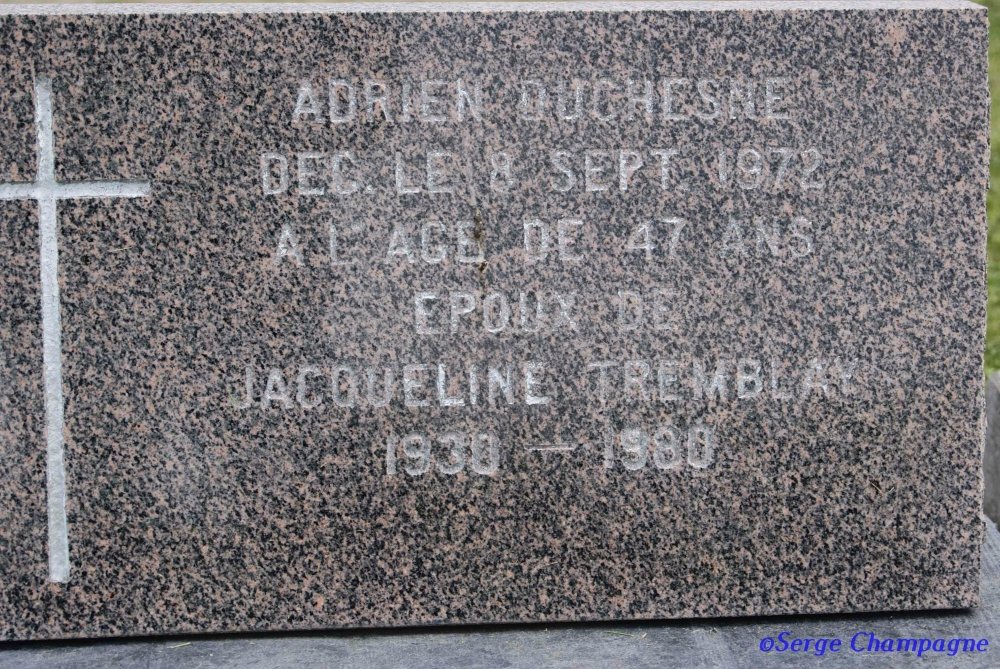 ADRIEN DUCHESNE
DEC. LE 8 SEPT. 1972
A L'AGE DE 47 ANS
EPOUX DE
JACQUELINE TREMBLAY
1930 — 1980
©Serge Champagne